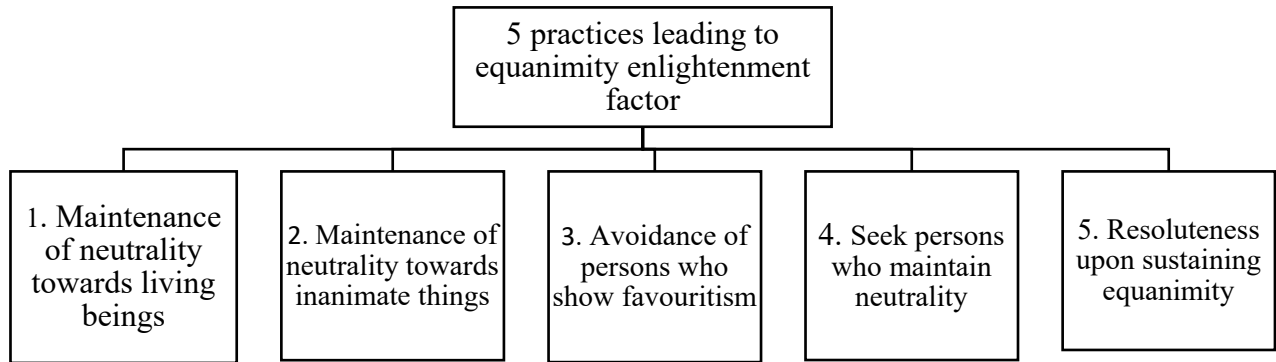 5 practices leading to
equanimity enlightenment
factor
1. Maintenance
of neutrality
towards living
beings
2. Maintenance of
neutrality towards
inanimate things
3. Avoidance of
persons who
show favouritism
4. Seek persons
who maintain
neutrality
5. Resoluteness
upon sustaining
equanimity